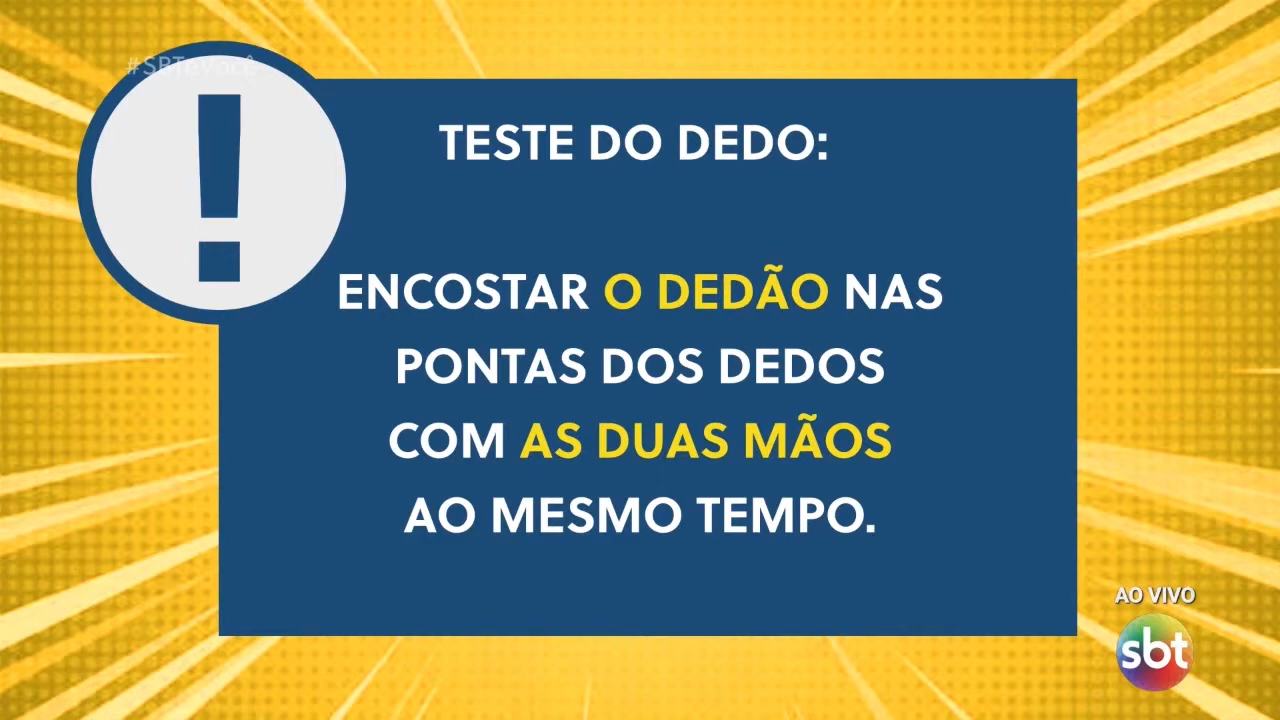 #SBTeVocê
TESTE DO DEDO:
ENCOSTAR O DEDÃO NAS
PONTAS DOS DEDOS
COM AS DUAS MÃOS
AO MESMO TEMPO.
AO VIVO
sbt